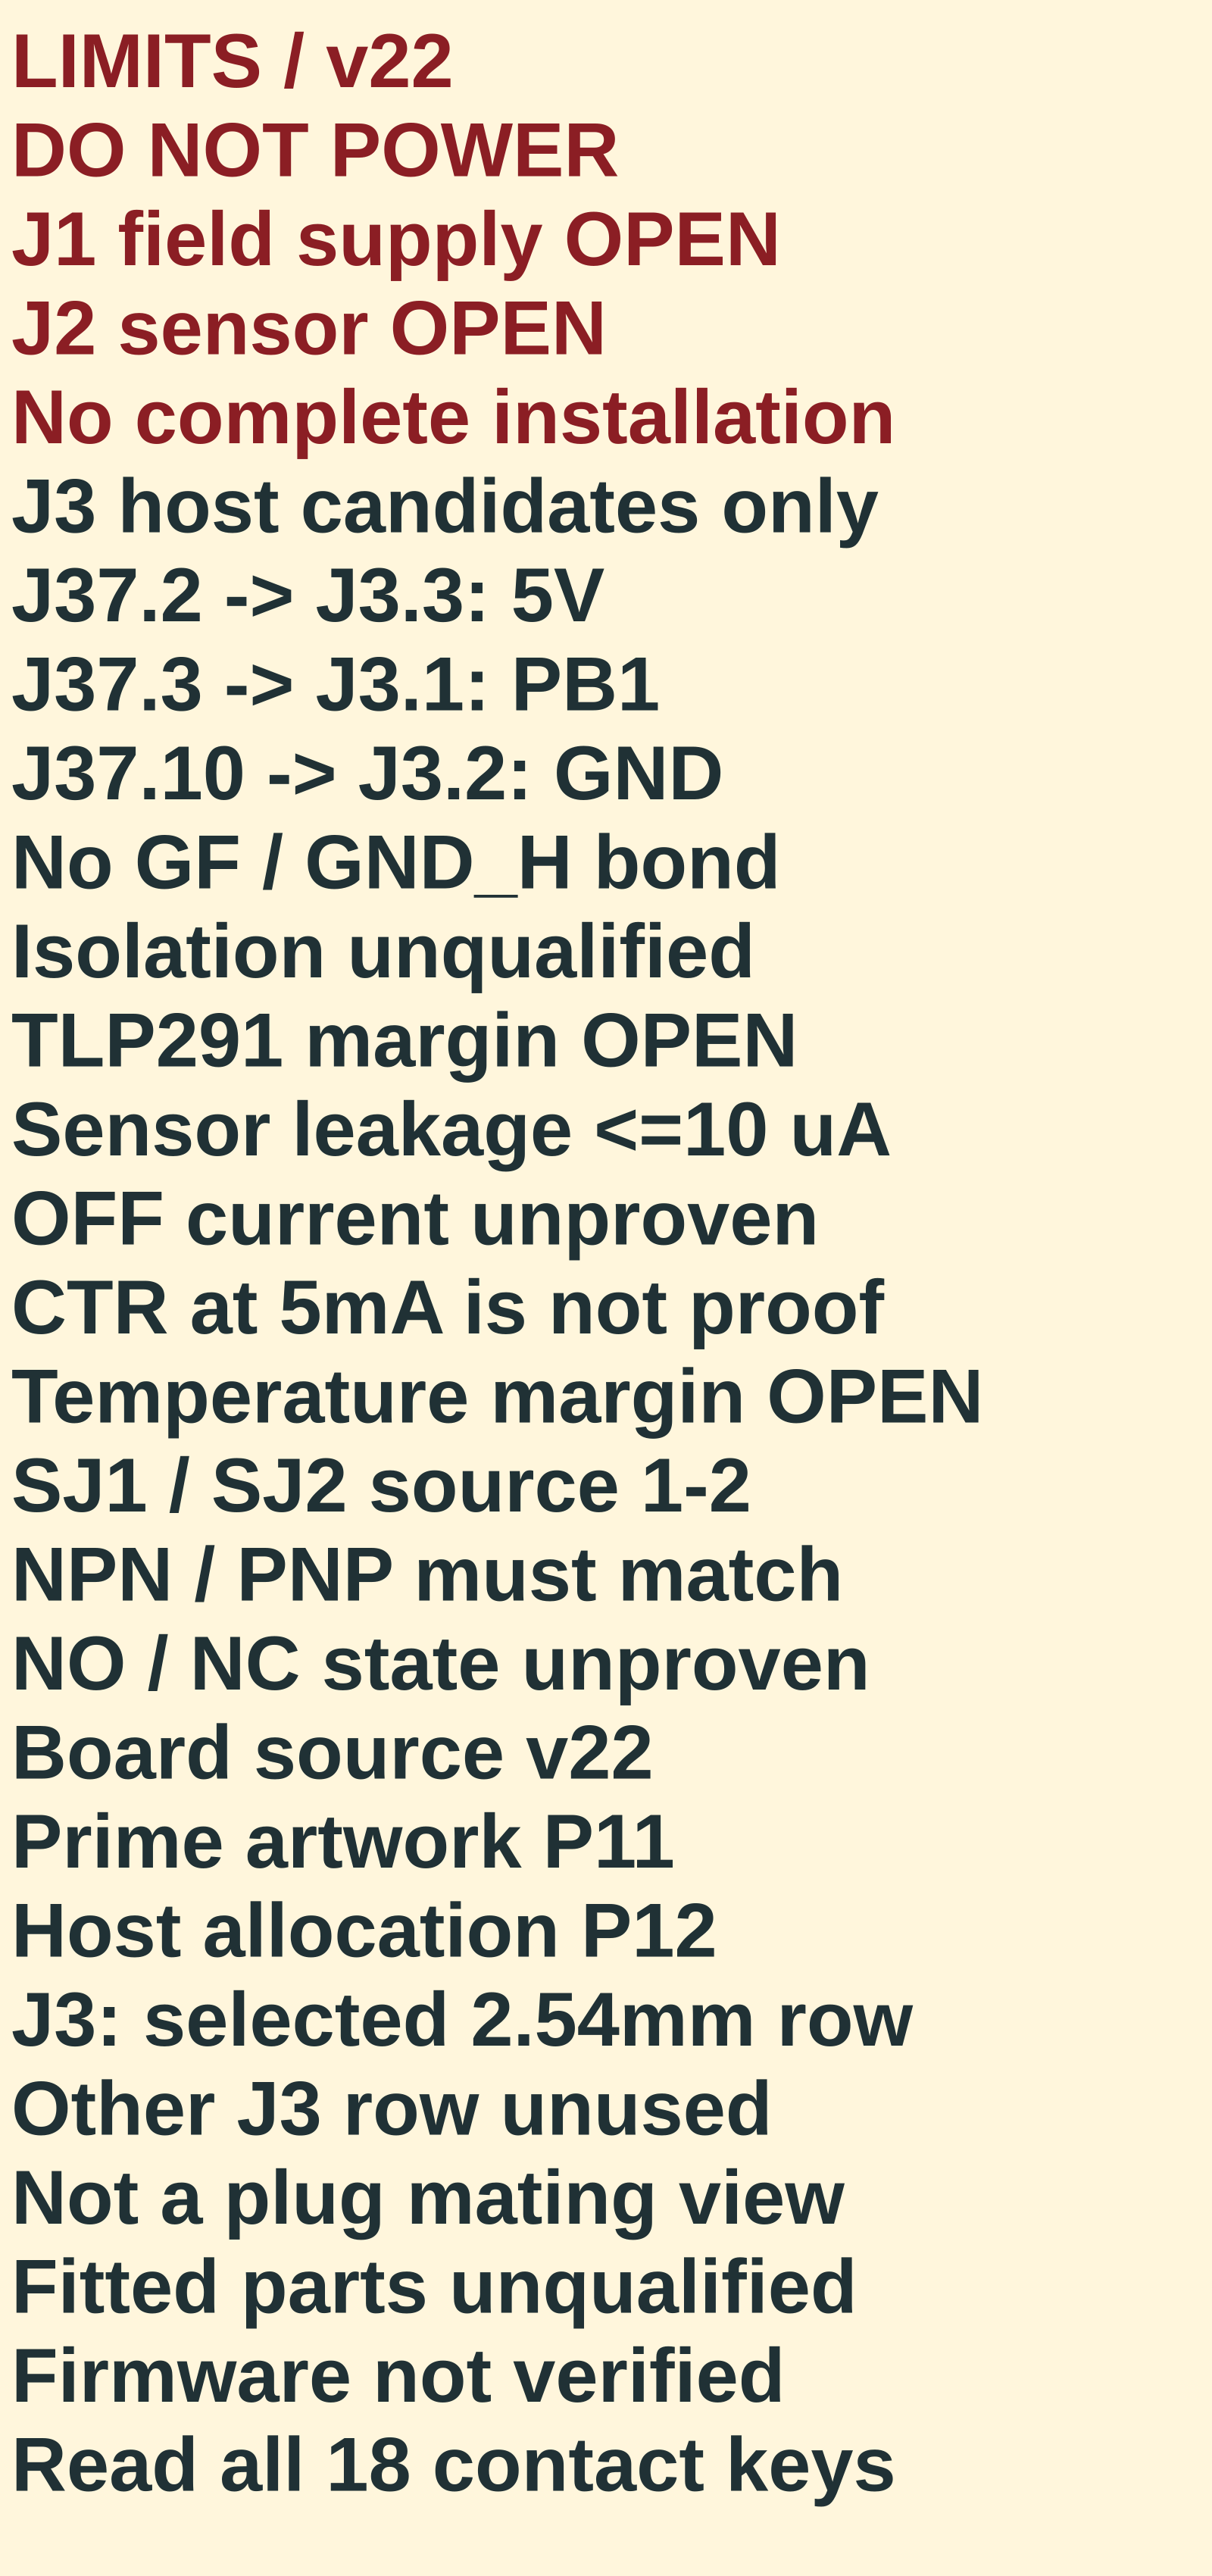 LIMITS / v22
DO NOT POWER
J1 field supply OPEN
J2 sensor OPEN
No complete installation
J3 host candidates only
J37.2 -> J3.3: 5V
J37.3 -> J3.1: PB1
J37.10 -> J3.2: GND
No GF / GND_H bond
Isolation unqualified
TLP291 margin OPEN
Sensor leakage <=10 uA
OFF current unproven
CTR at 5mA is not proof
Temperature margin OPEN
SJ1 / SJ2 source 1-2
NPN / PNP must match
NO / NC state unproven
Board source v22
Prime artwork P11
Host allocation P12
J3: selected 2.54mm row
Other J3 row unused
Not a plug mating view
Fitted parts unqualified
Firmware not verified
Read all 18 contact keys